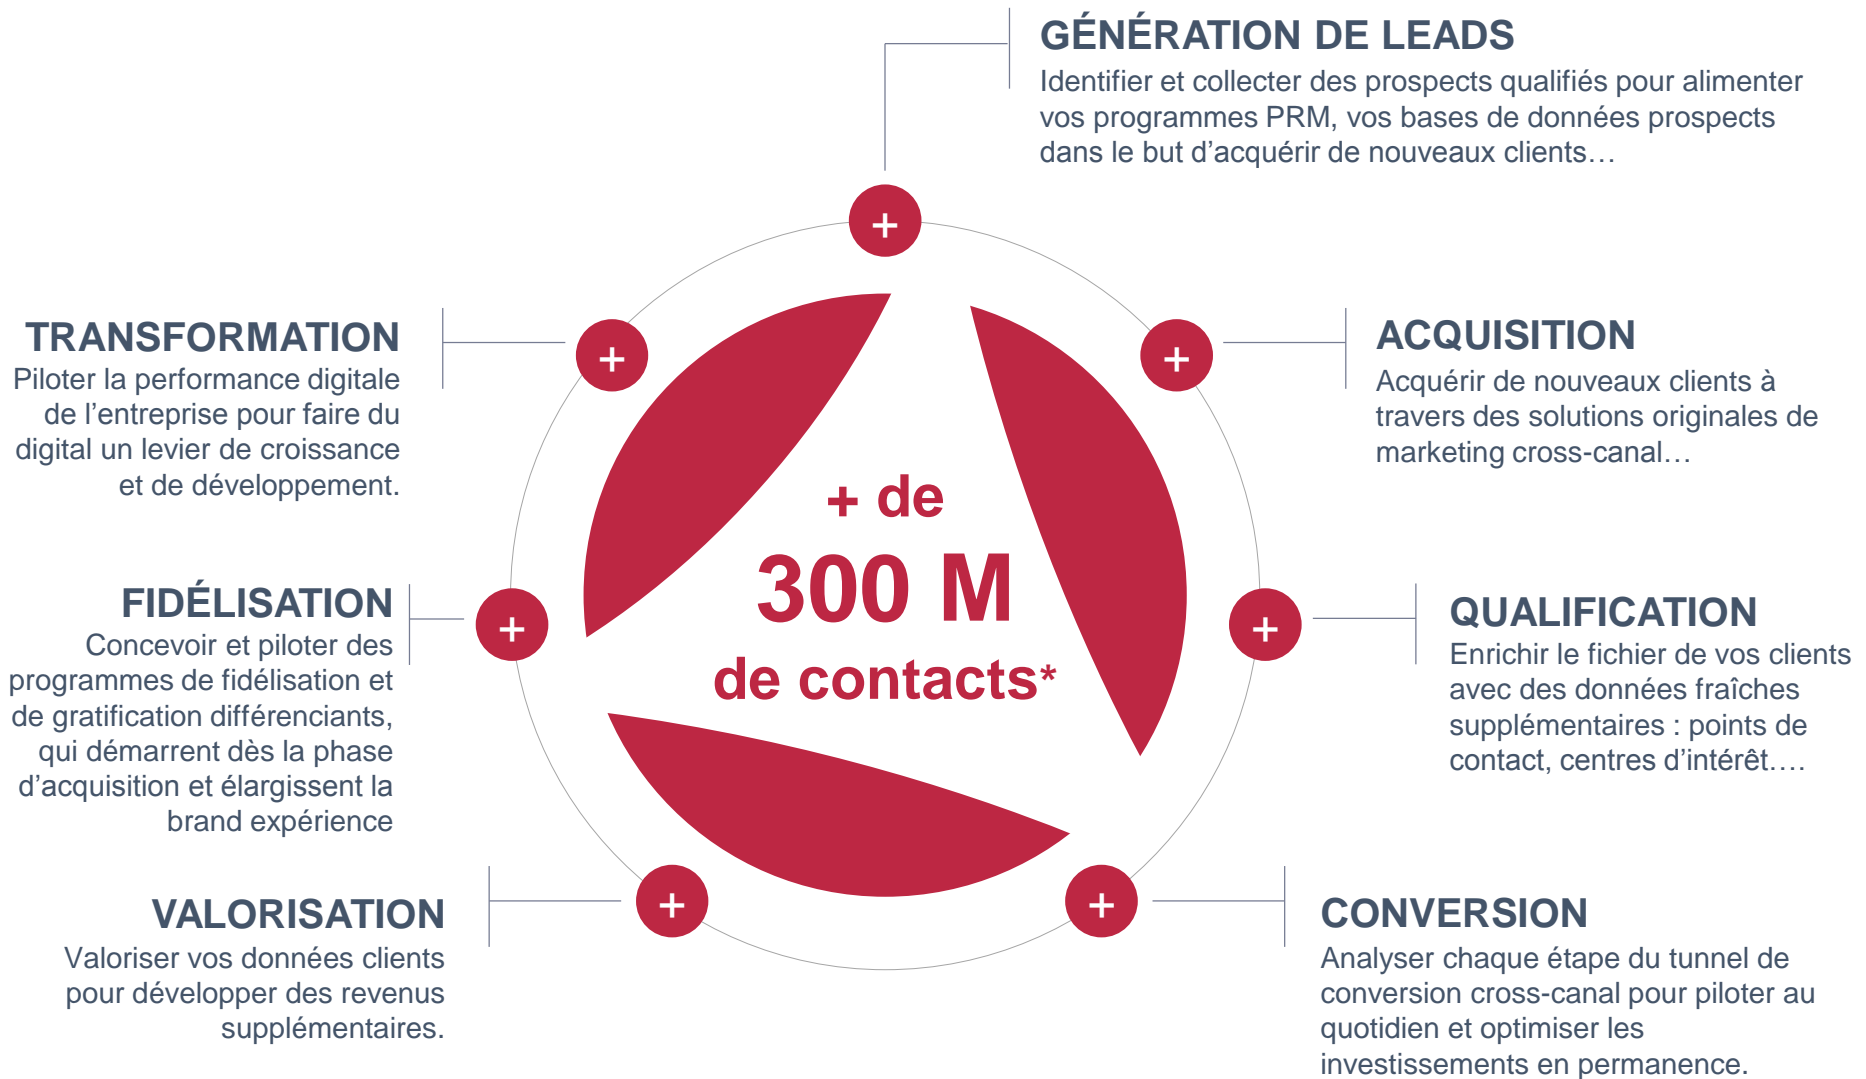 GÉNÉRATION DE LEADS
Identifier et collecter des prospects qualifiés pour alimenter
vos programmes PRM, vos bases de données prospects
dans le but d’acquérir de nouveaux clients…
+
TRANSFORMATION
Piloter la performance digitale
de l’entreprise pour faire du
digital un levier de croissance
et de développement.
+
+
ACQUISITION
Acquérir de nouveaux clients à
travers des solutions originales de
marketing cross-canal…
+ de
300 M
de contacts*
FIDÉLISATION
Concevoir et piloter des
programmes de fidélisation et
de gratification différenciants,
qui démarrent dès la phase
d’acquisition et élargissent la
brand expérience
+
+
QUALIFICATION
Enrichir le fichier de vos clients
avec des données fraîches
supplémentaires : points de
contact, centres d’intérêt….
VALORISATION
Valoriser vos données clients
pour développer des revenus
supplémentaires.
+
+
CONVERSION
Analyser chaque étape du tunnel de
conversion cross-canal pour piloter au
quotidien et optimiser les
investissements en permanence.